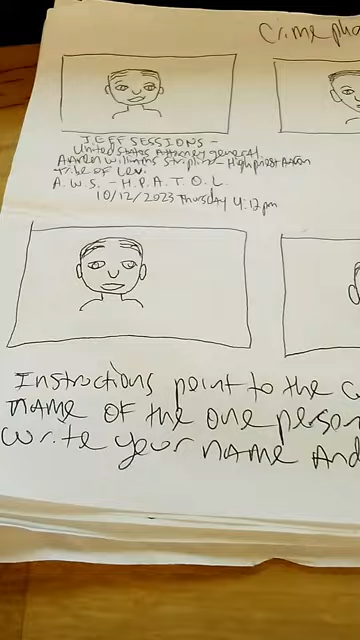 Crime pho
JEFF SESSIONS -
United States Attorney general
Aaron Williams Striplin - High priest Aaron
Tribe of Levi
A.W.S. - H.P.A.T.O.L.
10/12/2023 Thursday 4:12pm
Instructions point to the
NAME OF the one person
write your name And